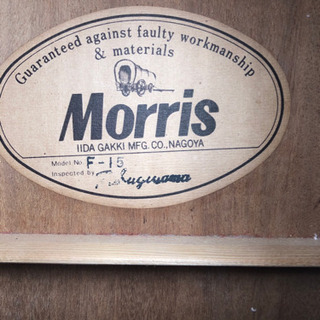 Guaranteed against faulty workmanship
& materials
Morris
IIDA GAKKI MFG. CO., NAGOYA
Model No. F-15
Inspected by